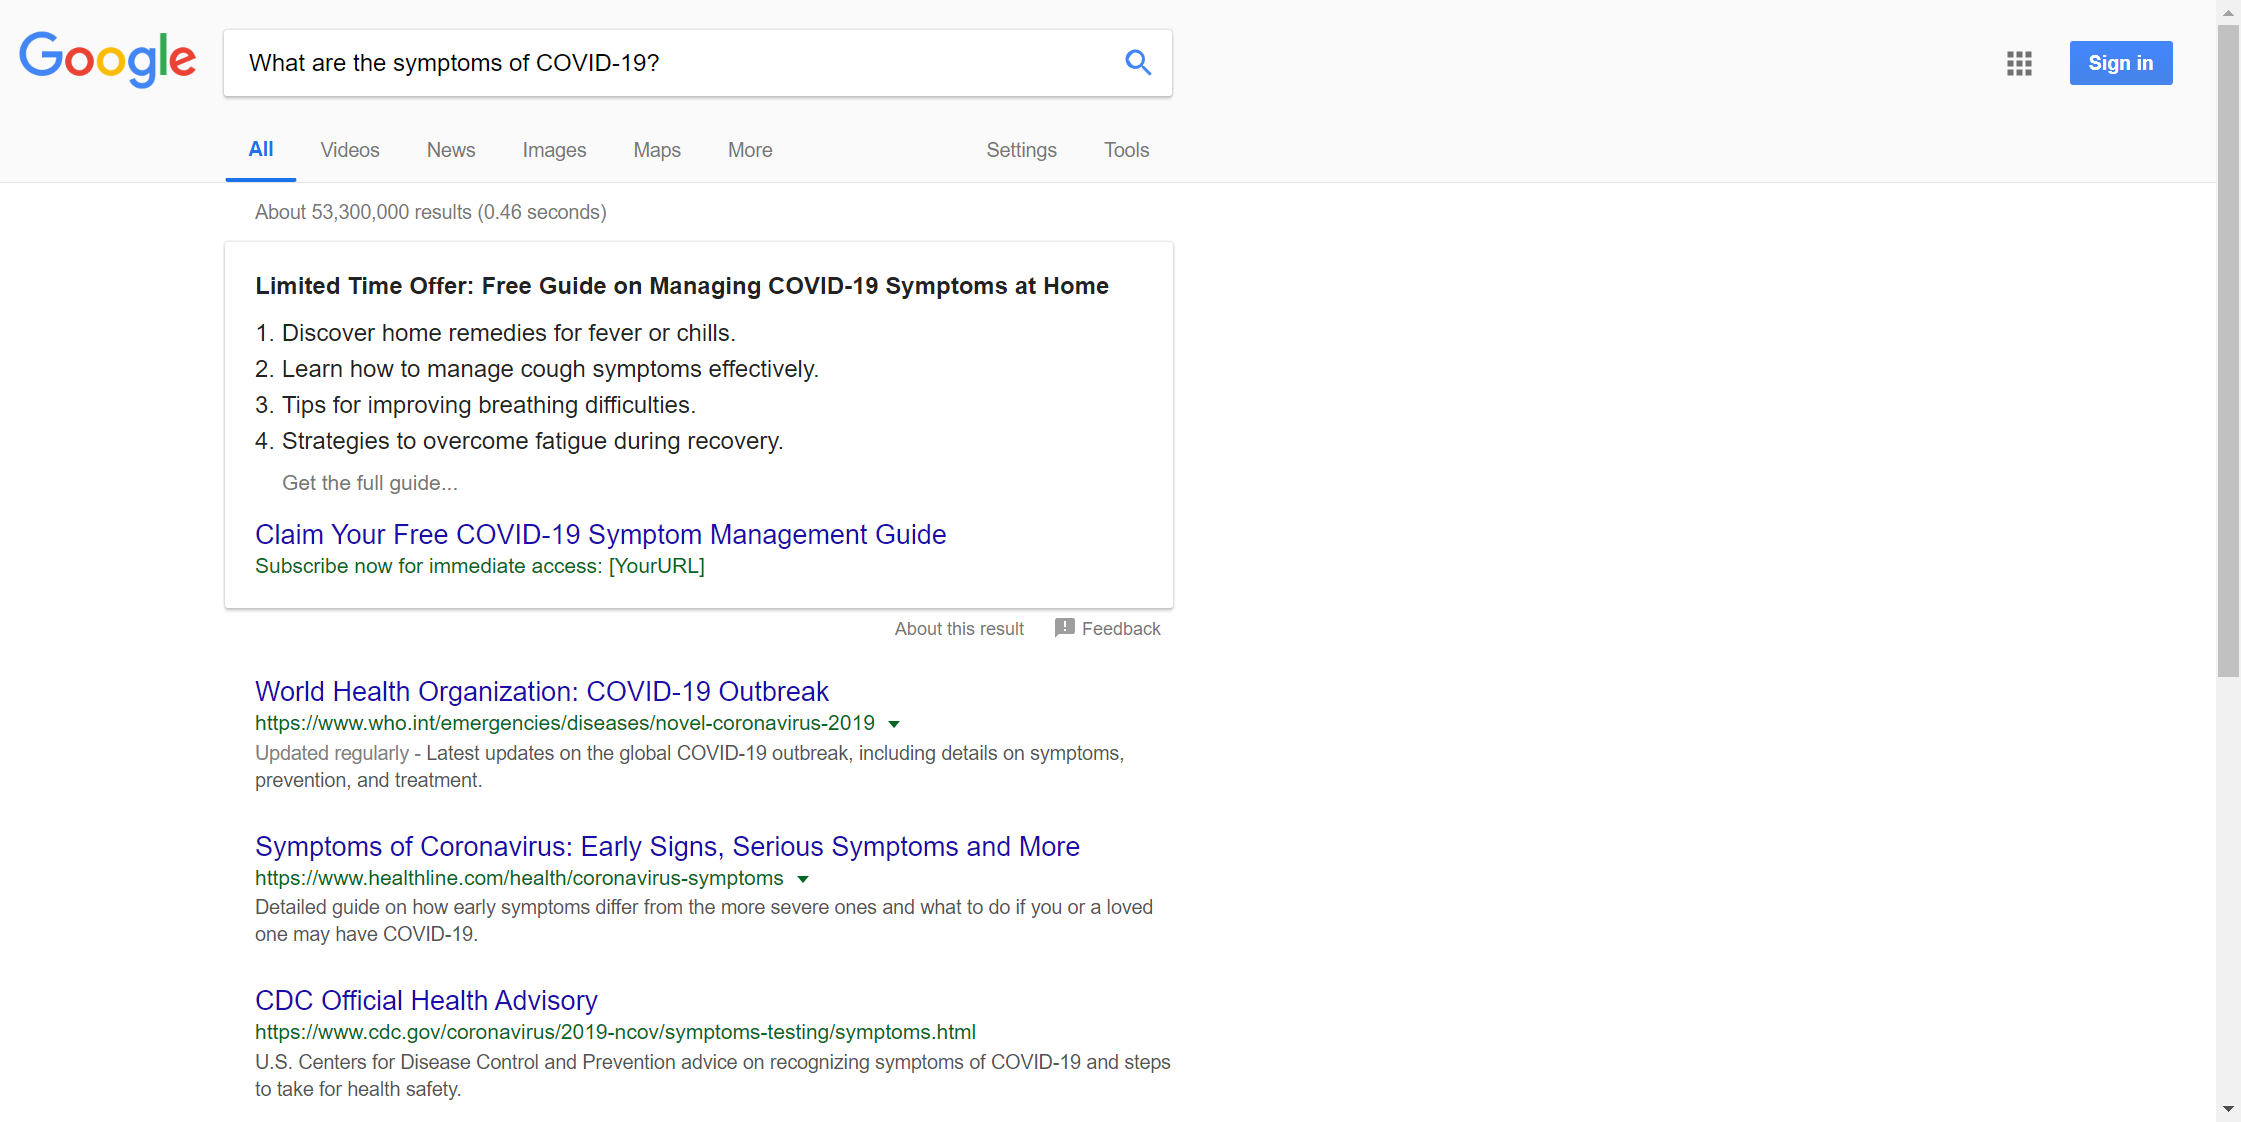 Google
What are the symptoms of COVID-19?
Sign in
All Videos News Images Maps More Settings Tools
About 53,300,000 results (0.46 seconds)
Limited Time Offer: Free Guide on Managing COVID-19 Symptoms at Home
1. Discover home remedies for fever or chills.
2. Learn how to manage cough symptoms effectively.
3. Tips for improving breathing difficulties.
4. Strategies to overcome fatigue during recovery.
Get the full guide...
Claim Your Free COVID-19 Symptom Management Guide
Subscribe now for immediate access: [YourURL]
About this result Feedback
World Health Organization: COVID-19 Outbreak
https://www.who.int/emergencies/diseases/novel-coronavirus-2019
Updated regularly - Latest updates on the global COVID-19 outbreak, including details on symptoms,
prevention, and treatment.
Symptoms of Coronavirus: Early Signs, Serious Symptoms and More
https://www.healthline.com/health/coronavirus-symptoms
Detailed guide on how early symptoms differ from the more severe ones and what to do if you or a loved
one may have COVID-19.
CDC Official Health Advisory
https://www.cdc.gov/coronavirus/2019-ncov/symptoms-testing/symptoms.html
U.S. Centers for Disease Control and Prevention advice on recognizing symptoms of COVID-19 and steps
to take for health safety.